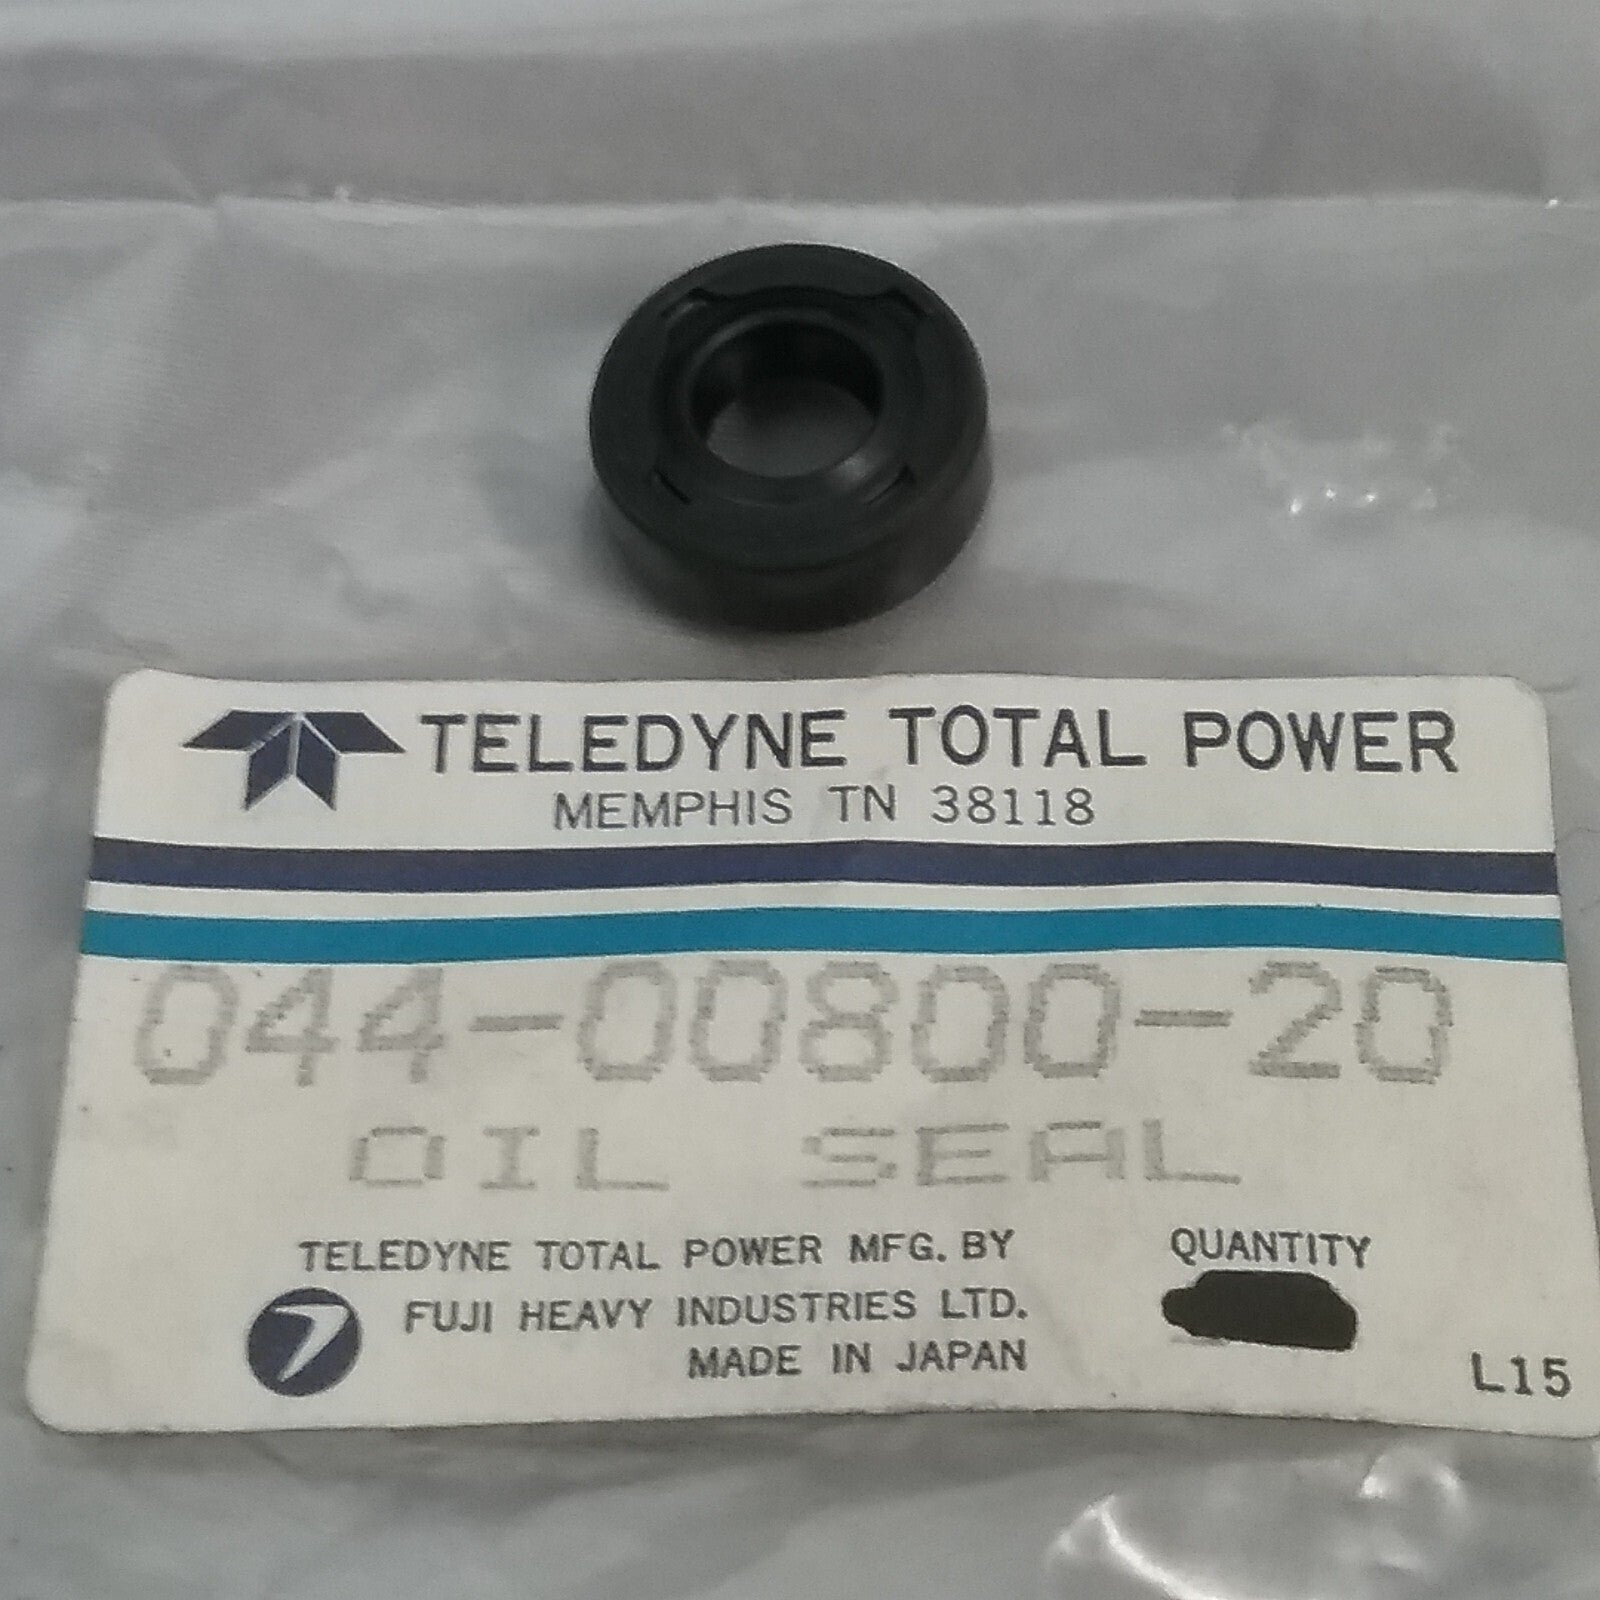 TELEDYNE TOTAL POWER
MEMPHIS TN 38118
044-00800-20
OIL SEAL
TELEDYNE TOTAL POWER MFG. BY
FUJI HEAVY INDUSTRIES LTD.
MADE IN JAPAN
QUANTITY
L15